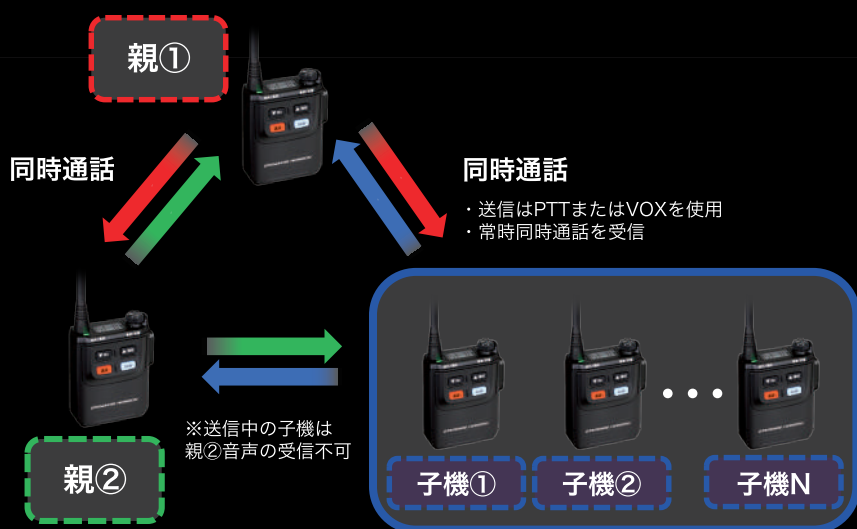 親①
同時通話
同時通話
・送信はPTTまたはVOXを使用
・常時同時通話を受信
※送信中の子機は
親②音声の受信不可
親②
子機①
子機②
子機N